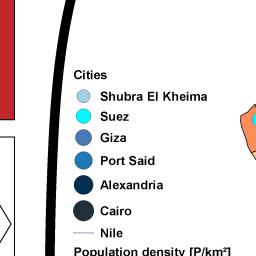 Cities
Shubra El Kheima
Suez
Giza
Port Said
Alexandria
Cairo
Nile
Population density [P/km²]